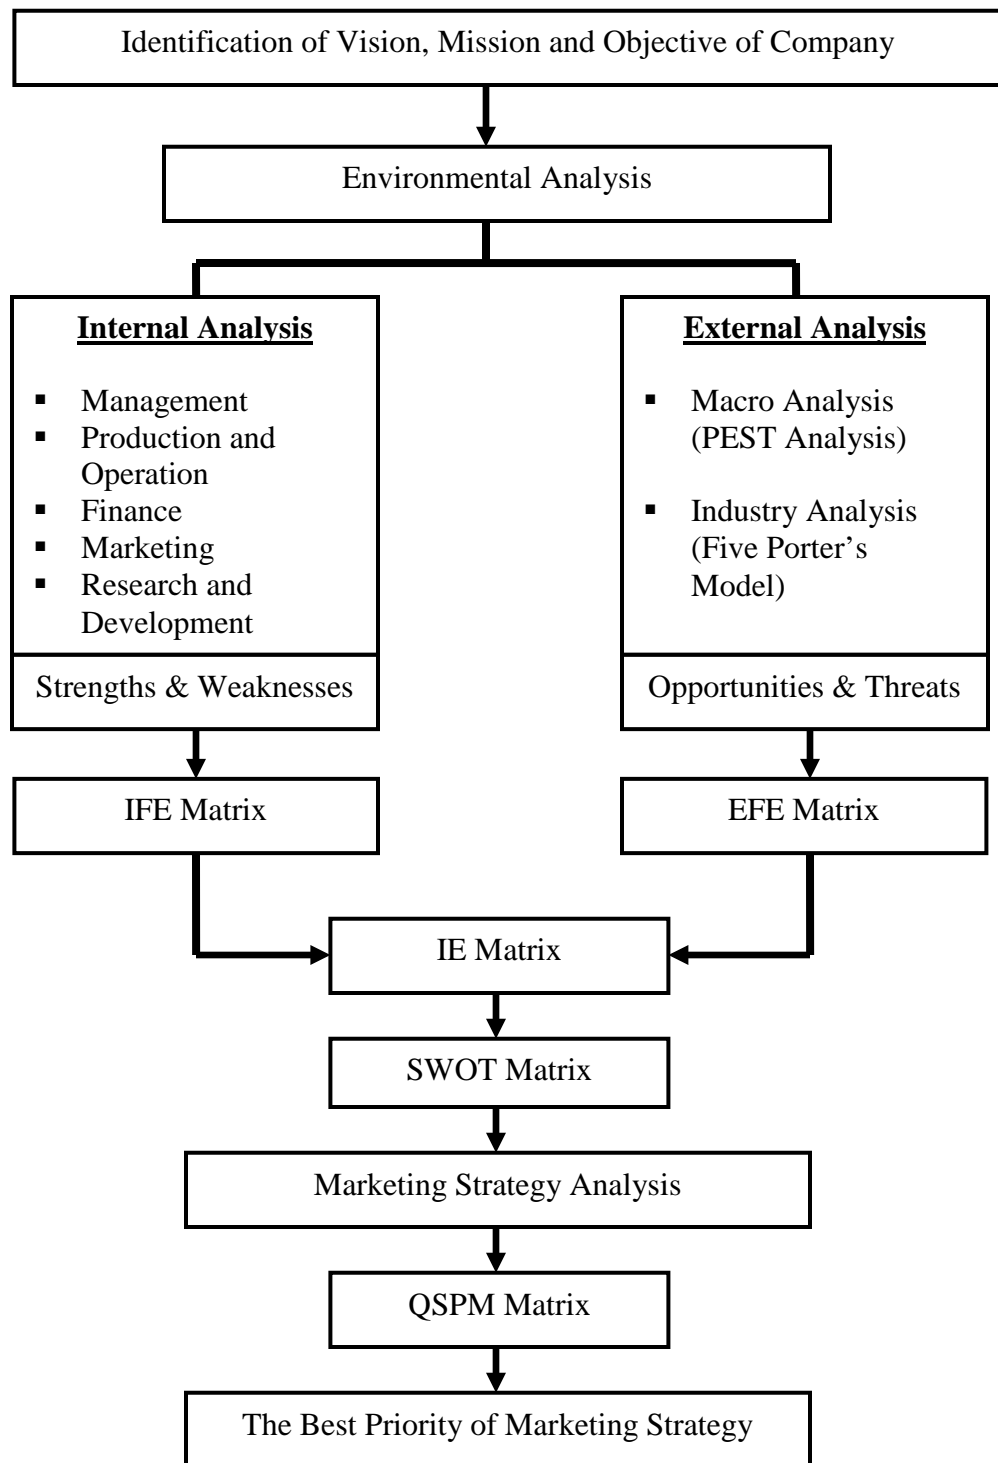 Identification of Vision, Mission and Objective of Company
Environmental Analysis
Internal Analysis
▪ Management
▪ Production and
Operation
▪ Finance
▪ Marketing
▪ Research and
Development
Strengths & Weaknesses
External Analysis
▪ Macro Analysis
(PEST Analysis)
▪ Industry Analysis
(Five Porter’s
Model)
Opportunities & Threats
IFE Matrix
EFE Matrix
IE Matrix
SWOT Matrix
Marketing Strategy Analysis
QSPM Matrix
The Best Priority of Marketing Strategy